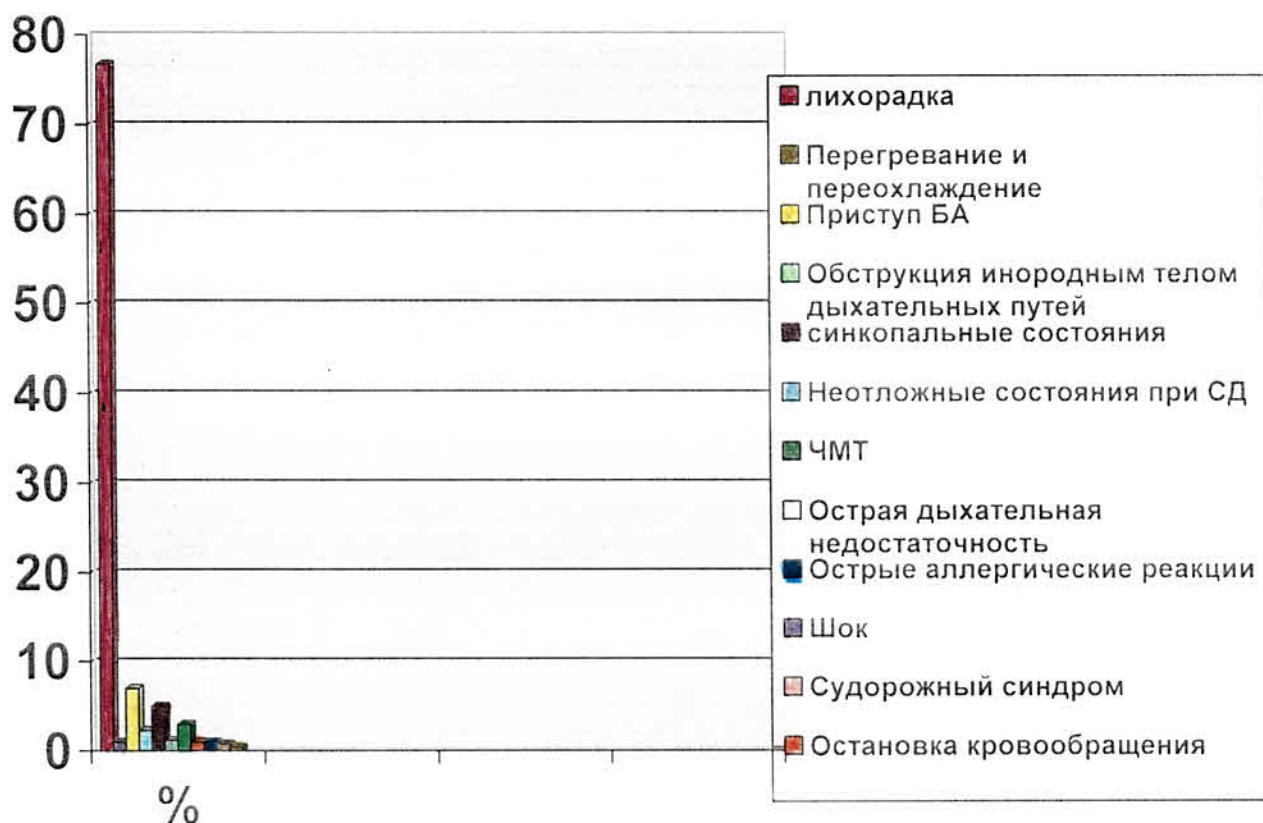 80
70
60
50
40
30
20
10
0
%
лихорадка
Перегревание и
переохлаждение
Приступ БА
Обструкция инородным телом
дыхательных путей
синкопальные состояния
Неотложные состояния при СД
ЧМТ
Острая дыхательная
недостаточность
Острые аллергические реакции
Шок
Судорожный синдром
Остановка кровообращения